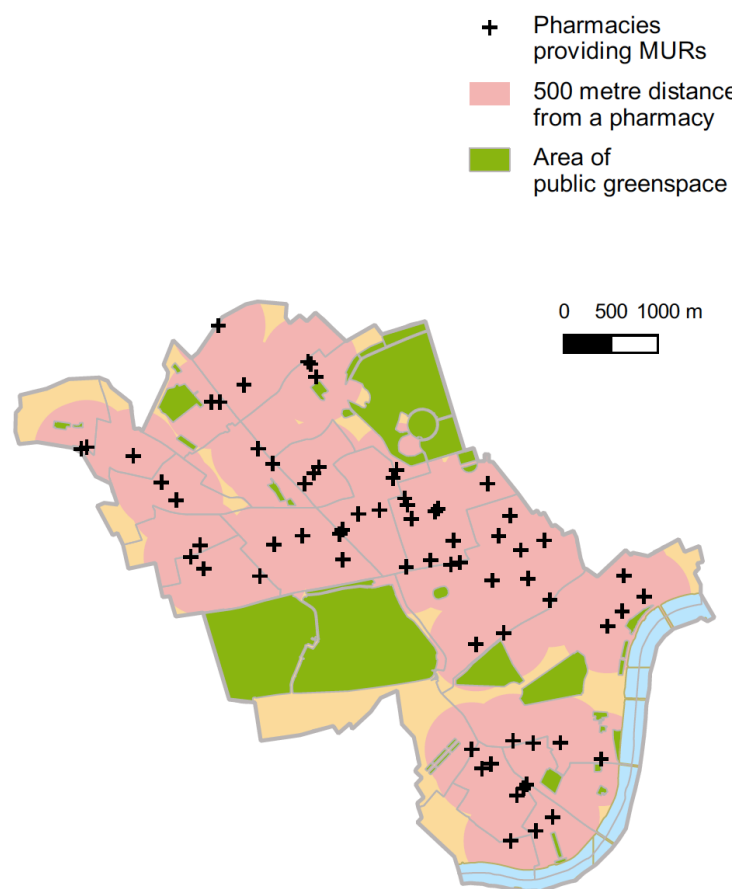 Pharmacies
providing MURs
500 metre distance
from a pharmacy
Area of
public greenspace
0 500 1000 m